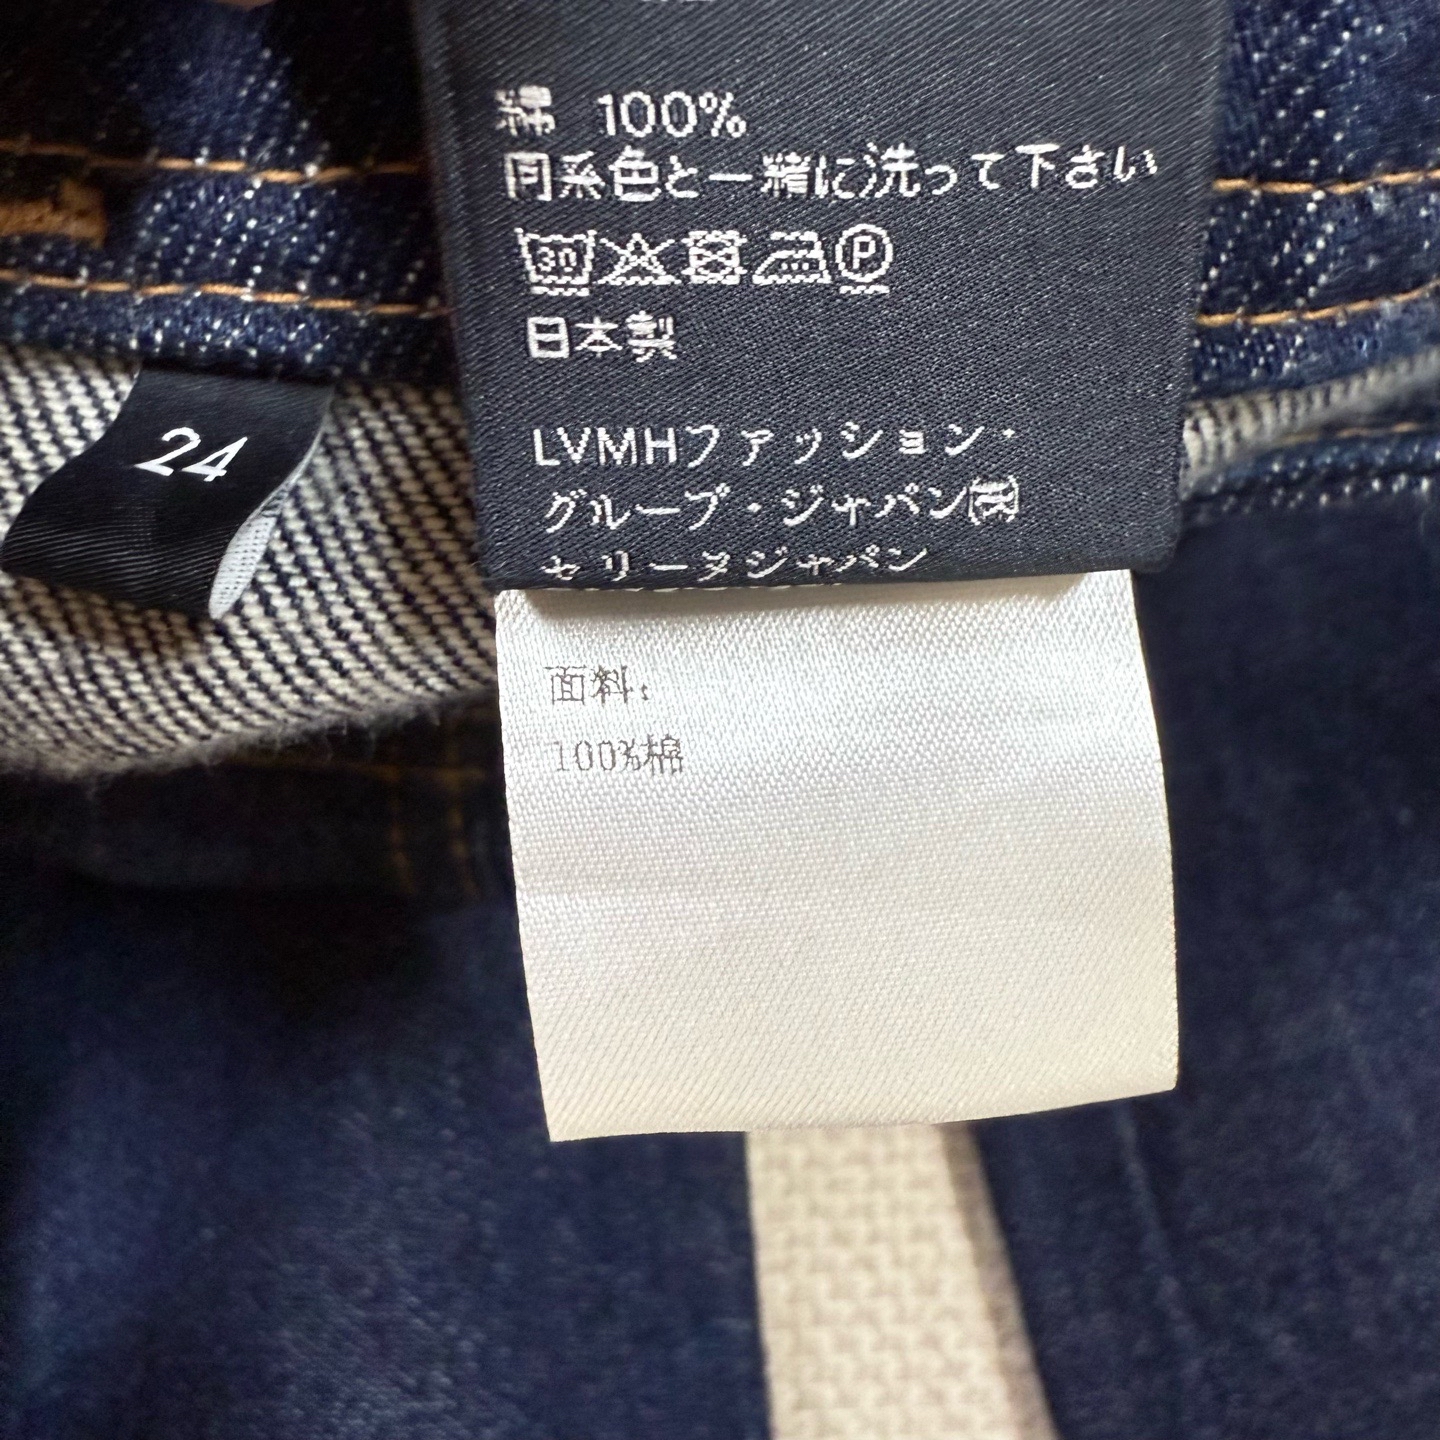 綿 100%
同系色と一緒に洗って下さい
30 P
日本製
24
LVMHファッション・
グループ・ジャパン㈱
セリーヌジャパン
面料:
100%棉